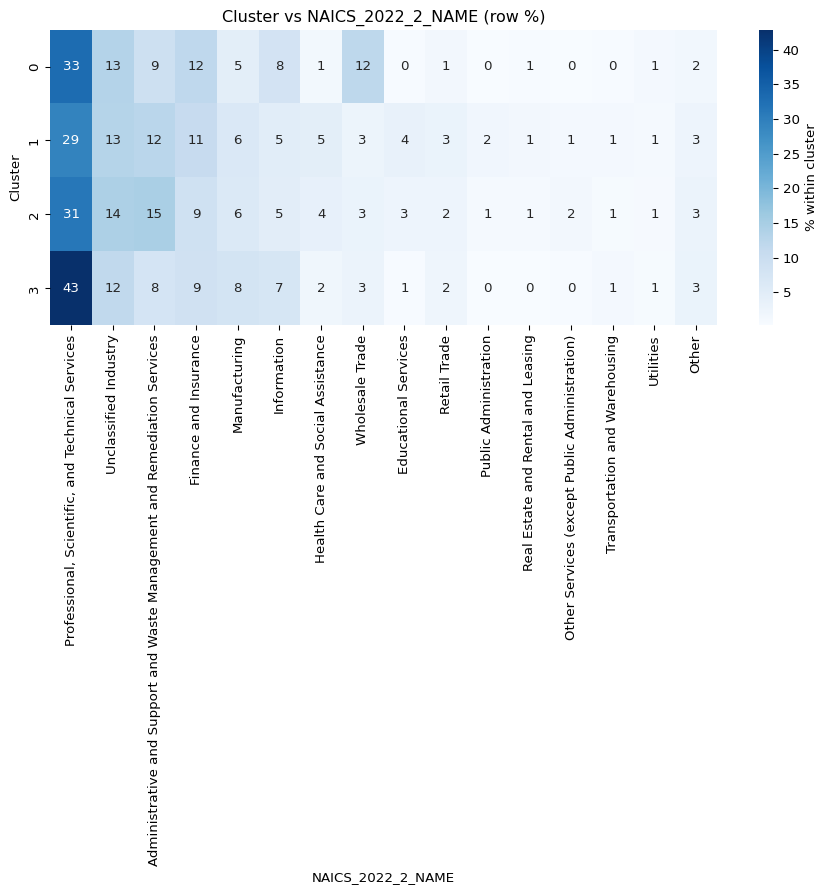 Cluster vs NAICS_2022_2_NAME (row %)
Cluster
0 33 13 9 12 5 8 1 12 0 1 0 1 0 0 1 2
1 29 13 12 11 6 5 5 3 4 3 2 1 1 1 1 3
2 31 14 15 9 6 5 4 3 3 2 1 1 2 1 1 3
3 43 12 8 9 8 7 2 3 1 2 0 0 0 1 1 3
Professional, Scientific, and Technical Services
Unclassified Industry
Administrative and Support and Waste Management and Remediation Services
Finance and Insurance
Manufacturing
Information
Health Care and Social Assistance
Wholesale Trade
Educational Services
Retail Trade
Public Administration
Real Estate and Rental and Leasing
Other Services (except Public Administration)
Transportation and Warehousing
Utilities
Other
NAICS_2022_2_NAME
40
35
30
25
20
15
10
5
% within cluster